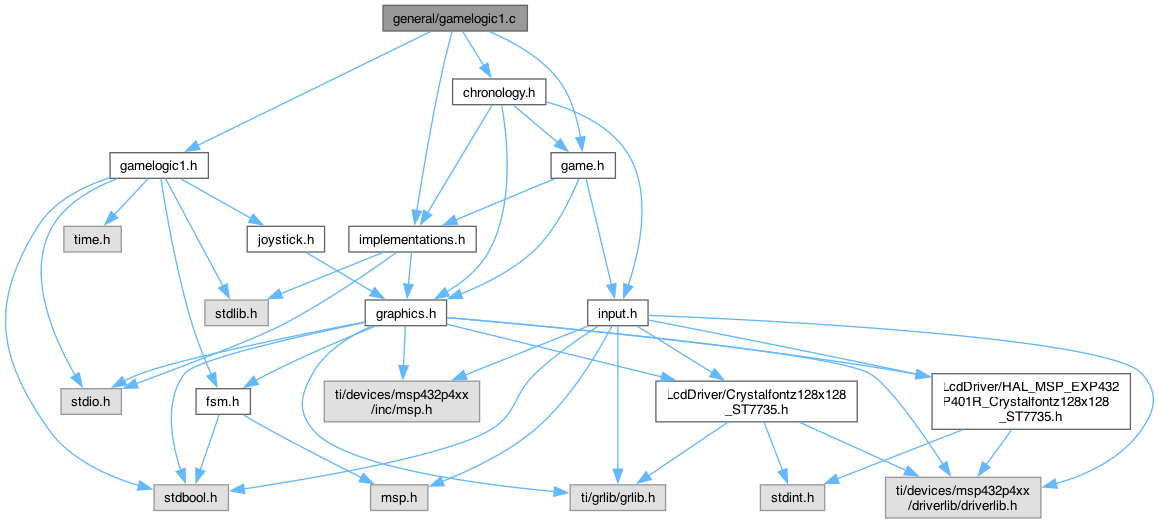 general/gamelogic1.c
chronology.h
gamelogic1.h
game.h
time.h
joystick.h
implementations.h
stdlib.h
graphics.h
input.h
stdio.h
fsm.h
ti/devices/msp432p4xx
/inc/msp.h
LcdDriver/Crystalfontz128x128
_ST7735.h
LcdDriver/HAL_MSP_EXP432
P401R_Crystalfontz128x128
_ST7735.h
stdbool.h
msp.h
ti/grlib/grlib.h
stdint.h
ti/devices/msp432p4xx
/driverlib/driverlib.h